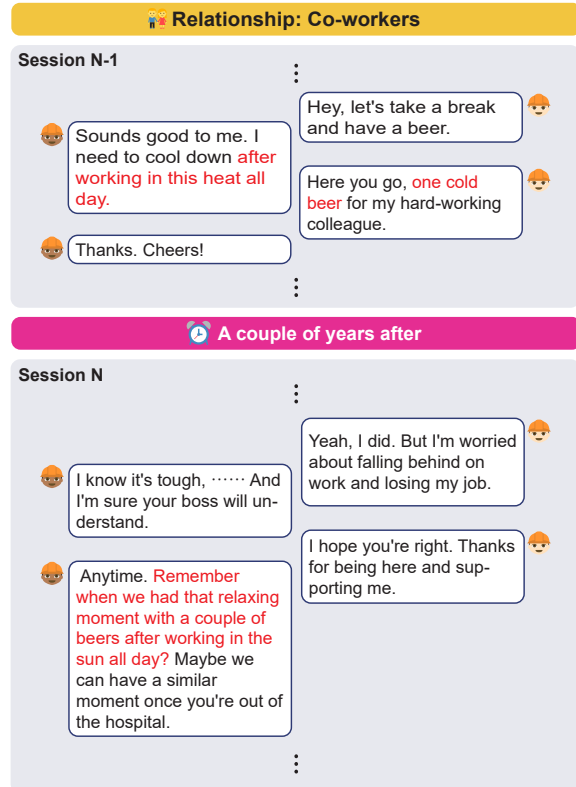 Relationship: Co-workers
Session N-1
Hey, let's take a break
and have a beer.
Sounds good to me. I
need to cool down after
working in this heat all
day.
Here you go, one cold
beer for my hard-working
colleague.
Thanks. Cheers!
A couple of years after
Session N
Yeah, I did. But I'm worried
about falling behind on
work and losing my job.
I know it's tough, ······ And
I'm sure your boss will un-
derstand.
I hope you're right. Thanks
for being here and sup-
porting me.
Anytime. Remember
when we had that relaxing
moment with a couple of
beers after working in the
sun all day? Maybe we
can have a similar
moment once you're out of
the hospital.